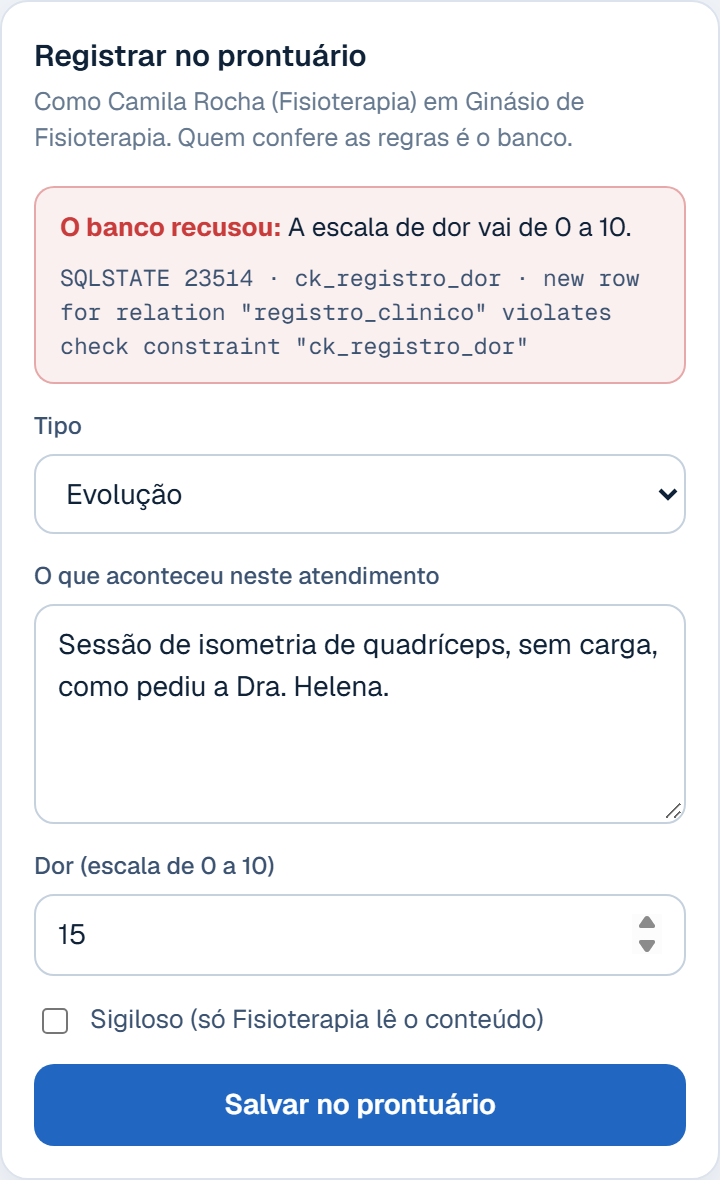 Registrar no prontuário
Como Camila Rocha (Fisioterapia) em Ginásio de
Fisioterapia. Quem confere as regras é o banco.
O banco recusou: A escala de dor vai de 0 a 10.
SQLSTATE 23514 · ck_registro_dor · new row
for relation "registro_clinico" violates
check constraint "ck_registro_dor"
Tipo
Evolução
O que aconteceu neste atendimento
Sessão de isometria de quadríceps, sem carga,
como pediu a Dra. Helena.
Dor (escala de 0 a 10)
15
Sigiloso (só Fisioterapia lê o conteúdo)
Salvar no prontuário